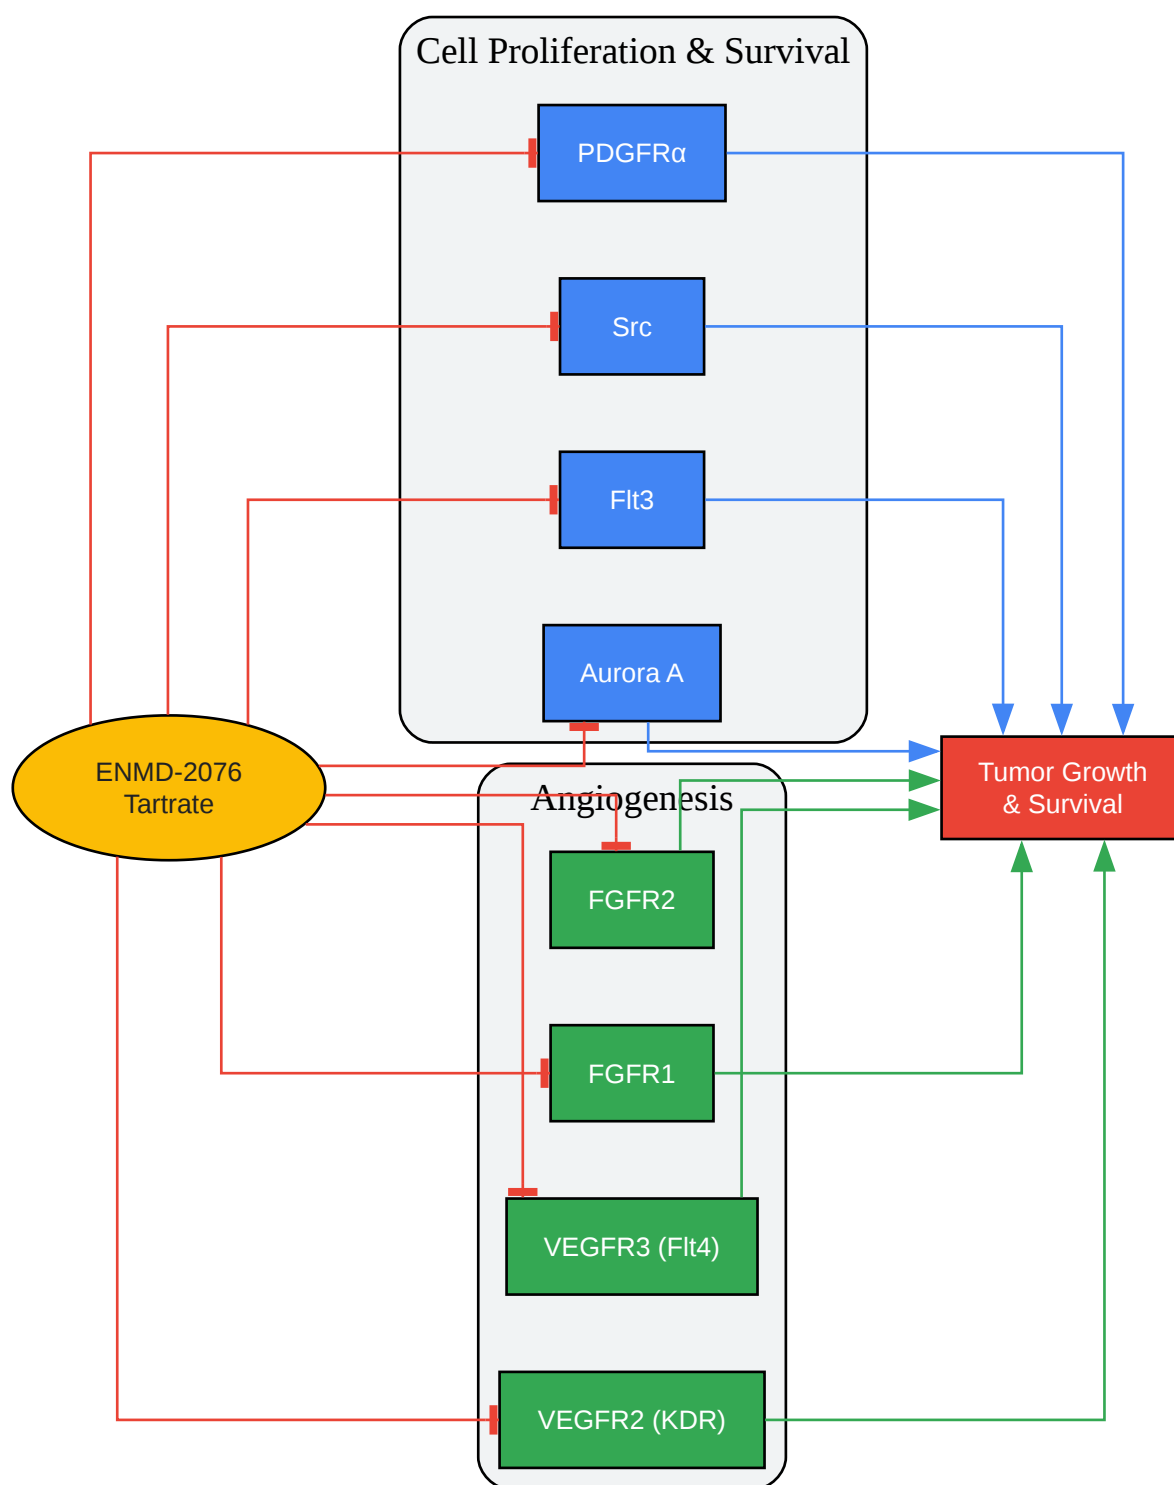 Cell Proliferation & Survival
PDGFRα
Src
Flt3
Aurora A
ENMD-2076
Tartrate
Tumor Growth
& Survival
Angiogenesis
FGFR2
FGFR1
VEGFR3 (Flt4)
VEGFR2 (KDR)